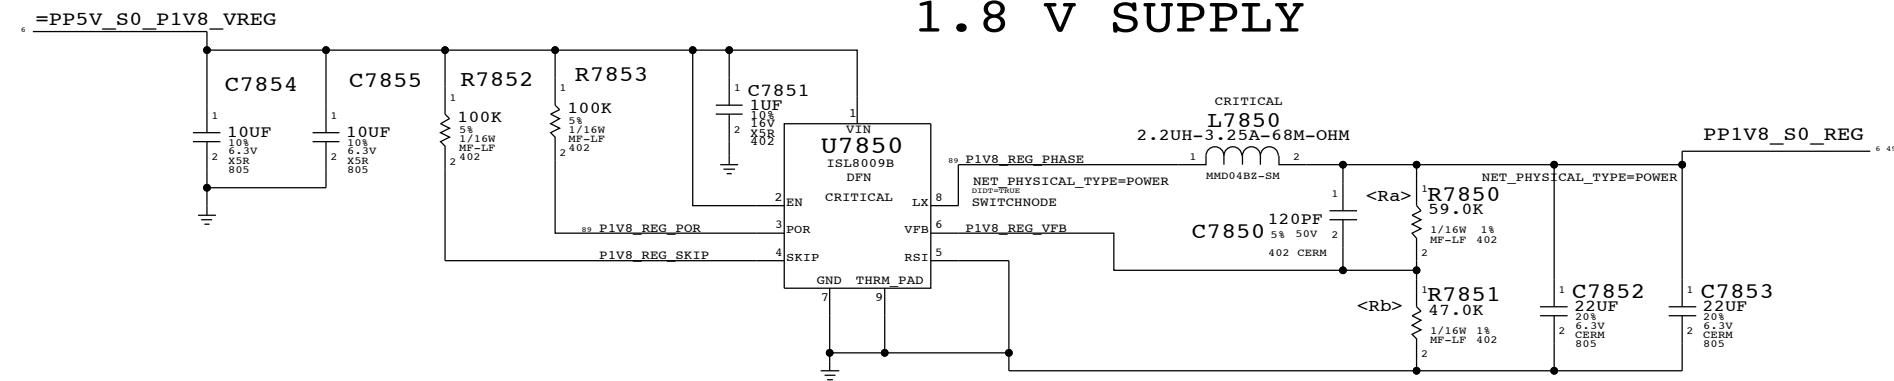 1.8 V SUPPLY
=PP5V_S0_P1V8_VREG
6
C7854
1
10UF
10%
6.3V
X5R
805
2
C7855
1
10UF
10%
6.3V
X5R
805
2
R7852
1
100K
5%
1/16W
MF-LF
402
2
R7853
1
100K
5%
1/16W
MF-LF
402
2
C7851
1
1UF
10%
16V
X5R
402
2
1
VIN
U7850
ISL8009B
DFN
CRITICAL
2 EN
3 POR
4 SKIP
LX 8
VFB 6
RSI 5
GND THRM_PAD
7 9
89 P1V8_REG_POR
P1V8_REG_SKIP
89 P1V8_REG_PHASE
NET_PHYSICAL_TYPE=POWER
DIDT=TRUE
SWITCHNODE
P1V8_REG_VFB
CRITICAL
L7850
2.2UH-3.25A-68M-OHM
1 2
MMD04BZ-SM
C7850
1
120PF
5% 50V
2
402 CERM
<Ra>
1
R7850
59.0K
1/16W 1%
MF-LF 402
2
<Rb>
1
R7851
47.0K
1/16W 1%
MF-LF 402
2
NET_PHYSICAL_TYPE=POWER
PP1V8_S0_REG
6 49
1
C7852
22UF
20%
6.3V
CERM
805
2
1
C7853
22UF
20%
6.3V
CERM
805
2